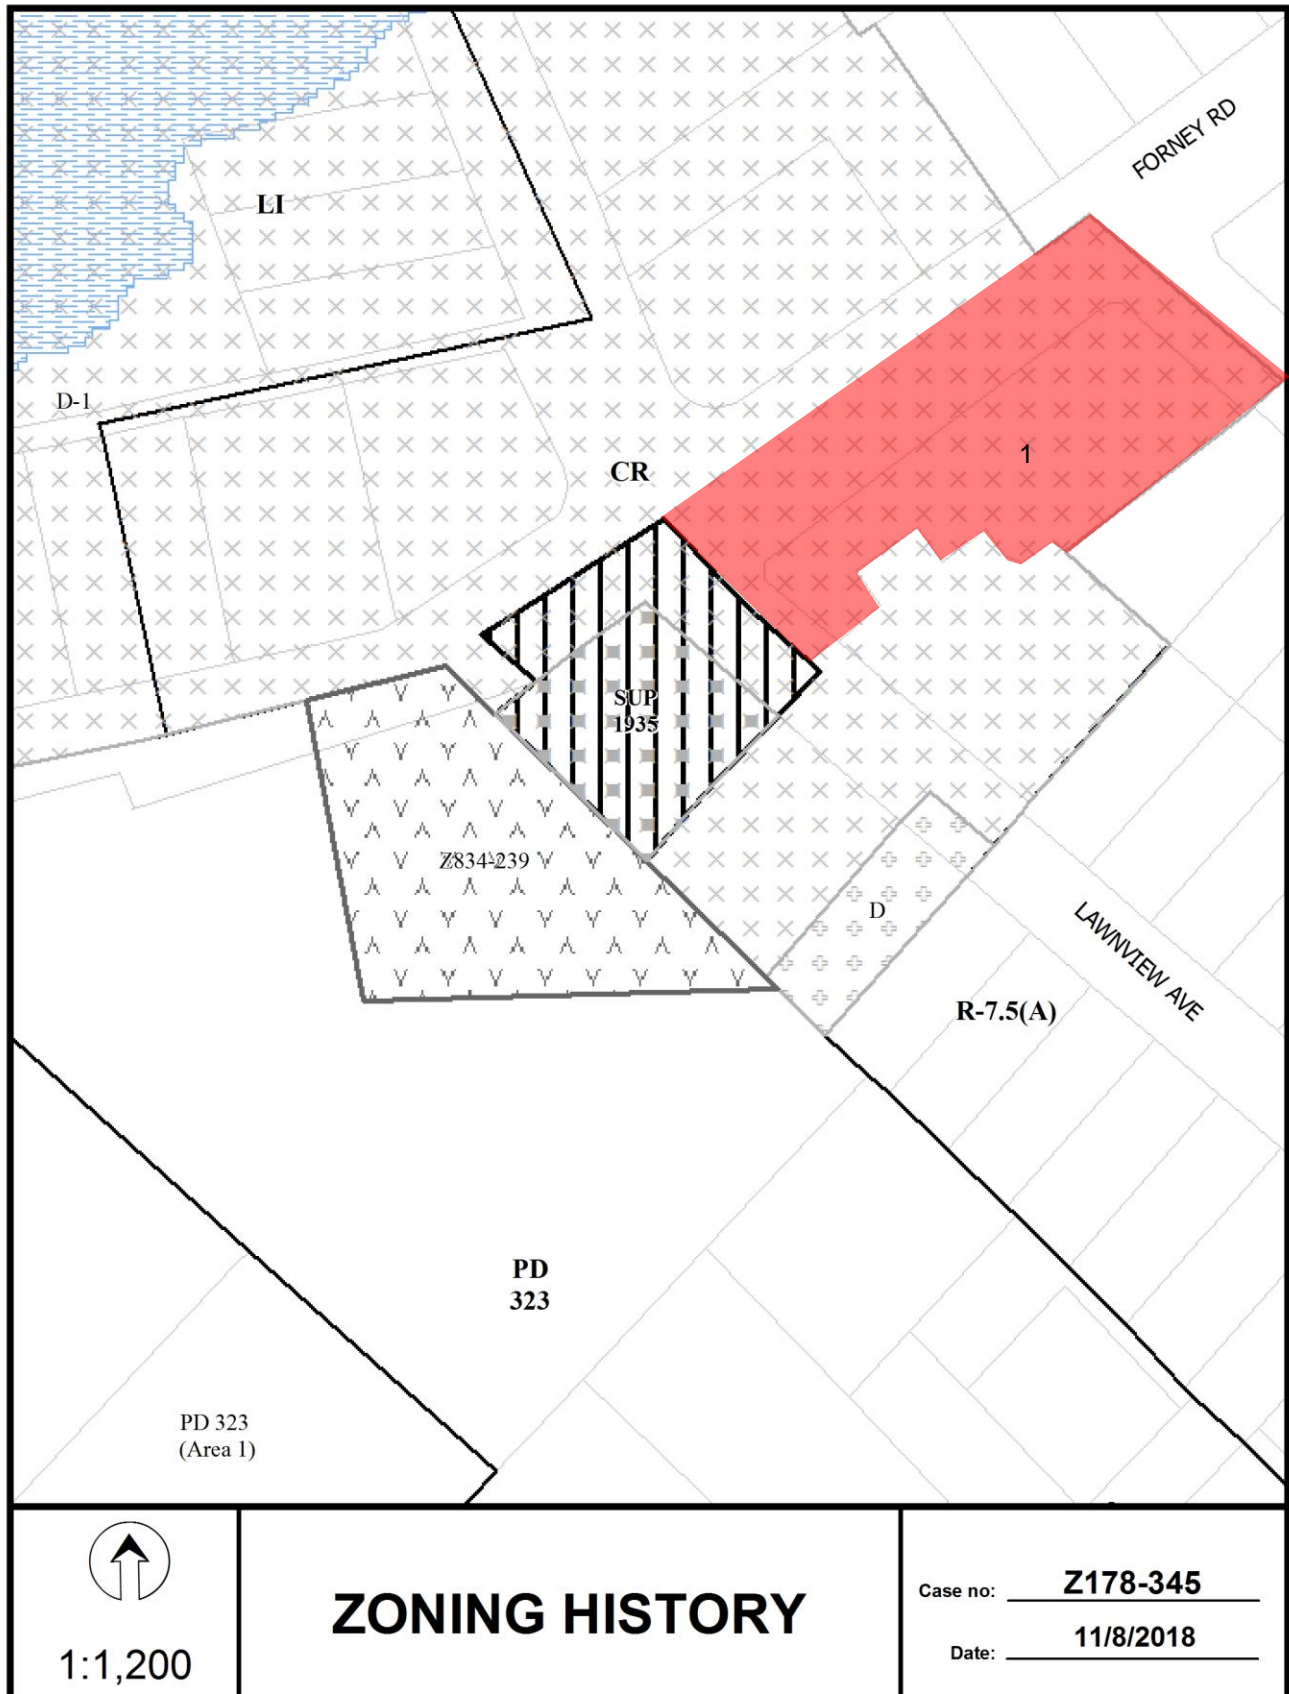 FORNEY RD
LI
D-1
1
CR
SUP
1935
Z834-239
D
LAWNVIEW AVE
R-7.5(A)
PD
323
PD 323
(Area 1)
1:1,200
ZONING HISTORY
Case no: Z178-345
Date: 11/8/2018